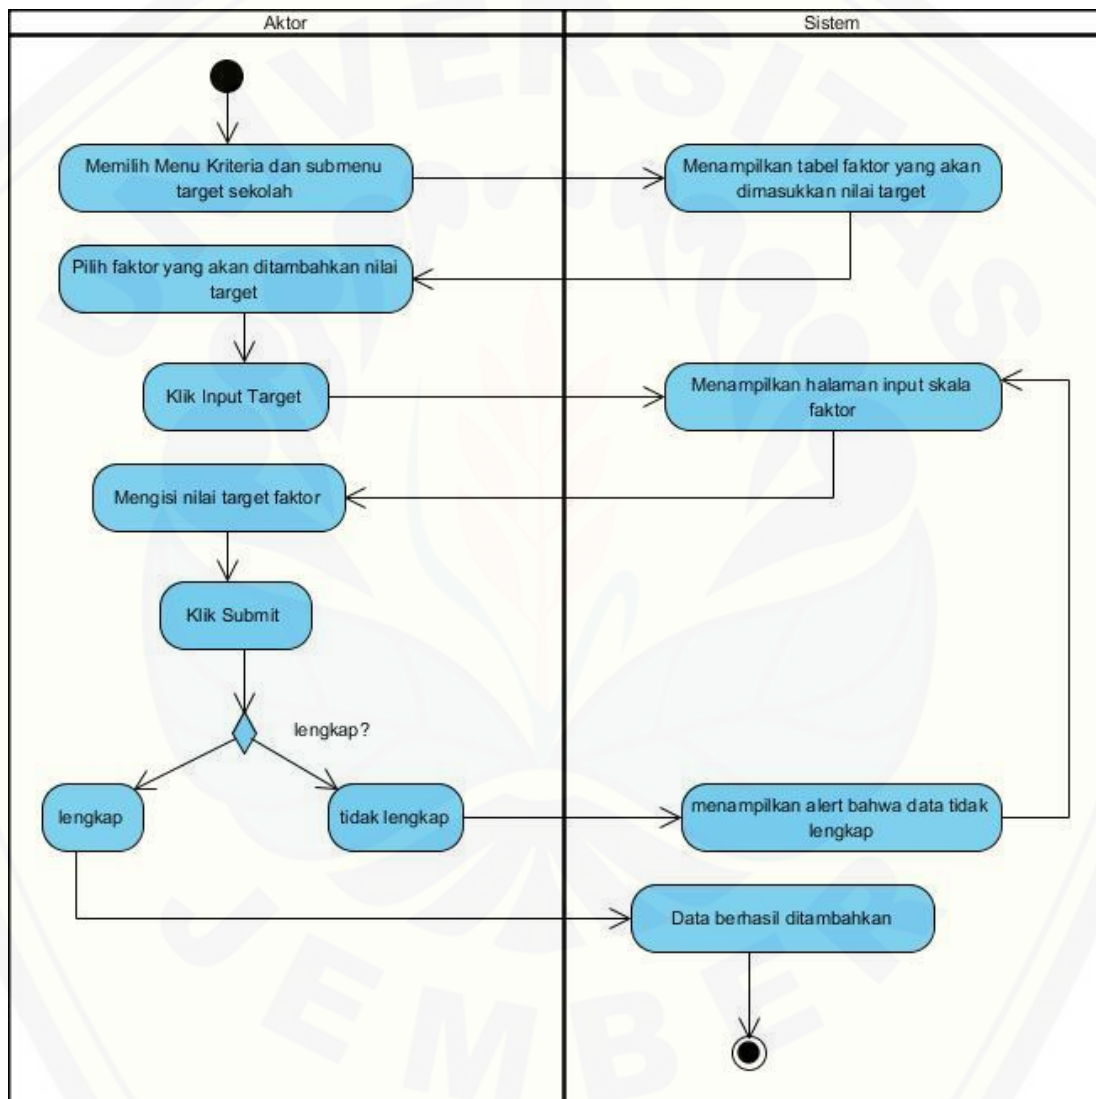 Aktor
Sistem
Memilih Menu Kriteria dan submenu
target sekolah
Menampilkan tabel faktor yang akan
dimasukkan nilai target
Pilih faktor yang akan ditambahkan nilai
target
Klik Input Target
Menampilkan halaman input skala
faktor
Mengisi nilai target faktor
Klik Submit
lengkap?
lengkap
tidak lengkap
menampilkan alert bahwa data tidak
lengkap
Data berhasil ditambahkan
UNIVERSITAS
JEMBER